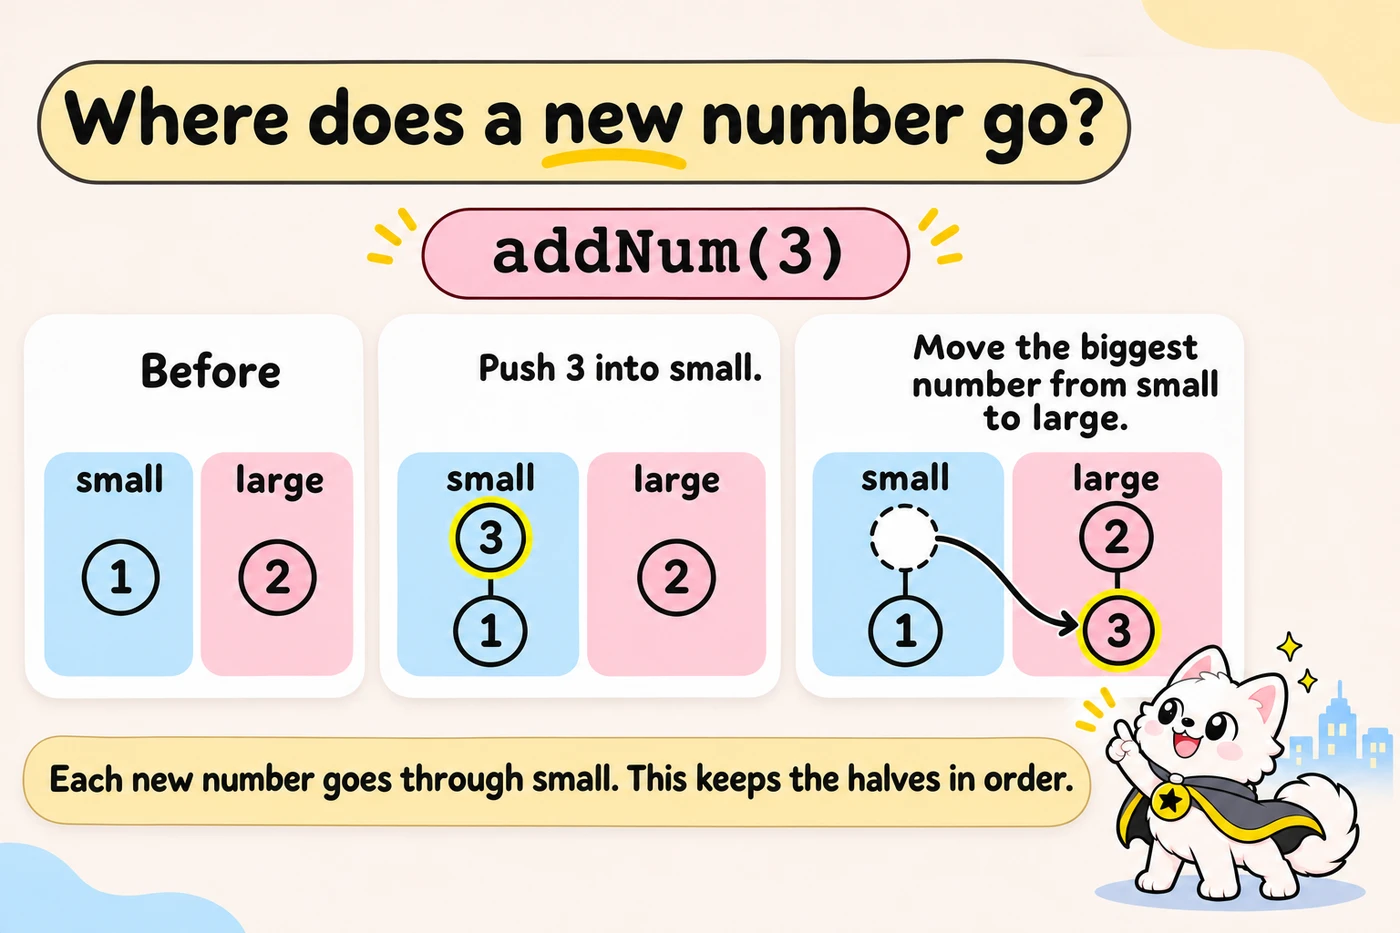 Where does a new number go?
addNum(3)
Before
small
large
1
2
Push 3 into small.
small
large
3
1
2
Move the biggest
number from small
to large.
small
large
1
2
3
Each new number goes through small. This keeps the halves in order.